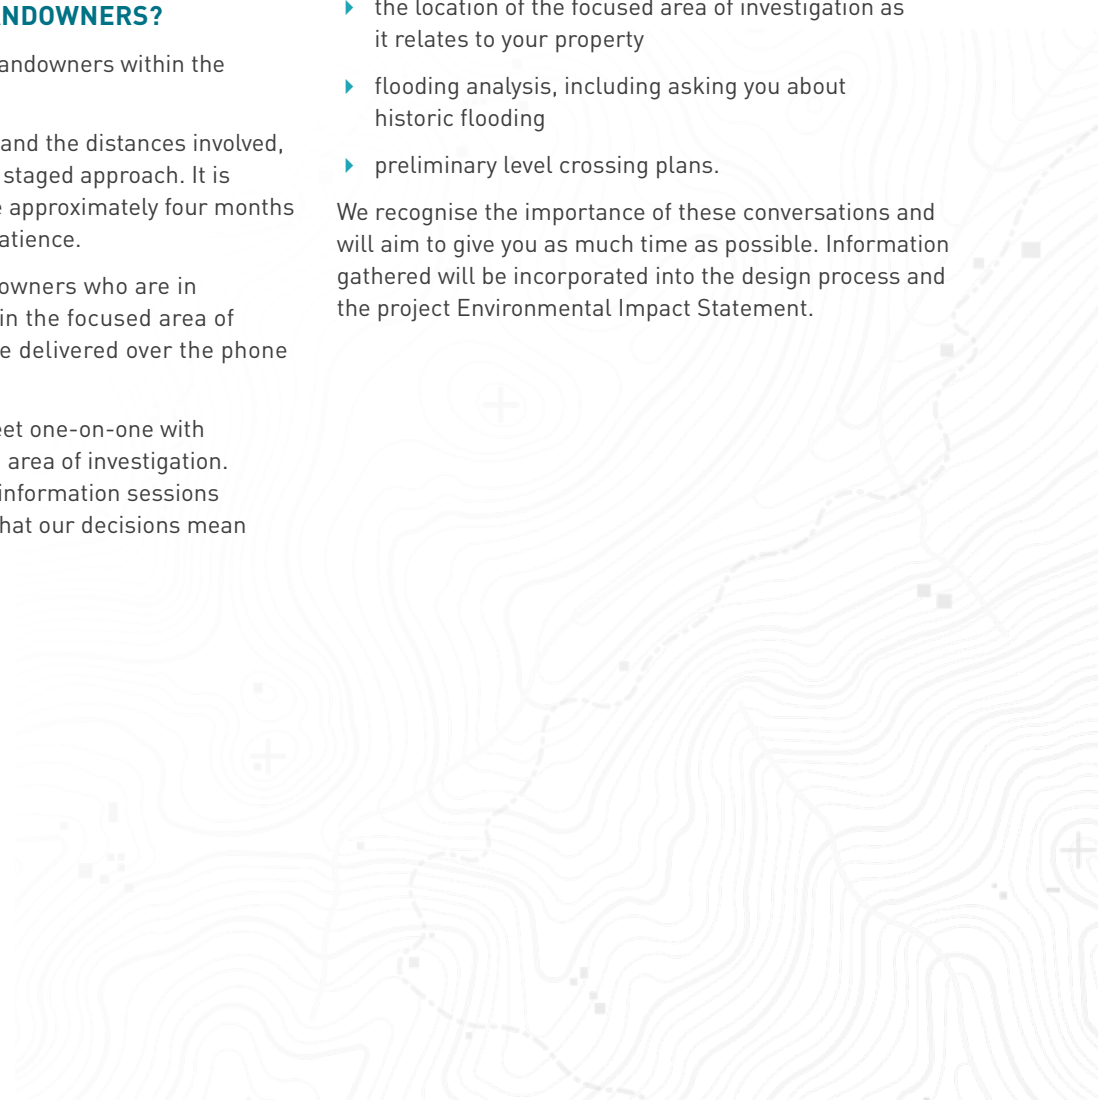 ANDOWNERS?
andowners within the
and the distances involved,
staged approach. It is
approximately four months
atience.
owners who are in
in the focused area of
e delivered over the phone
eet one-on-one with
area of investigation.
information sessions
hat our decisions mean
the location of the focused area of investigation as
it relates to your property
flooding analysis, including asking you about
historic flooding
preliminary level crossing plans.
We recognise the importance of these conversations and
will aim to give you as much time as possible. Information
gathered will be incorporated into the design process and
the project Environmental Impact Statement.